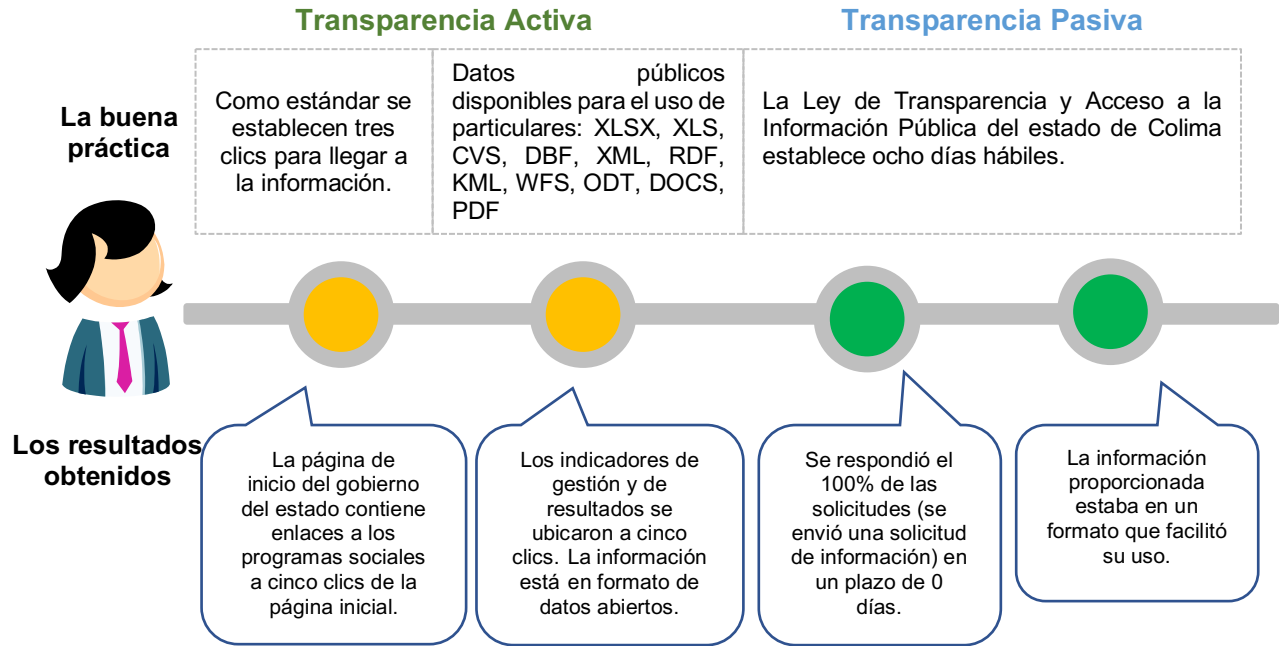 Transparencia Activa
Transparencia Pasiva
La buena
práctica
Como estándar se
establecen tres
clics para llegar a
la información.
Datos públicos
disponibles para el uso de
particulares: XLSX, XLS,
CVS, DBF, XML, RDF,
KML, WFS, ODT, DOCS,
PDF
La Ley de Transparencia y Acceso a la
Información Pública del estado de Colima
establece ocho días hábiles.
Los resultados
obtenidos
La página de
inicio del gobierno
del estado contiene
enlaces a los
programas sociales
a cinco clics de la
página inicial.
Los indicadores de
gestión y de
resultados se
ubicaron a cinco
clics. La información
está en formato de
datos abiertos.
Se respondió el
100% de las
solicitudes (se
envió una solicitud
de información) en
un plazo de 0
días.
La información
proporcionada
estaba en un
formato que facilitó
su uso.